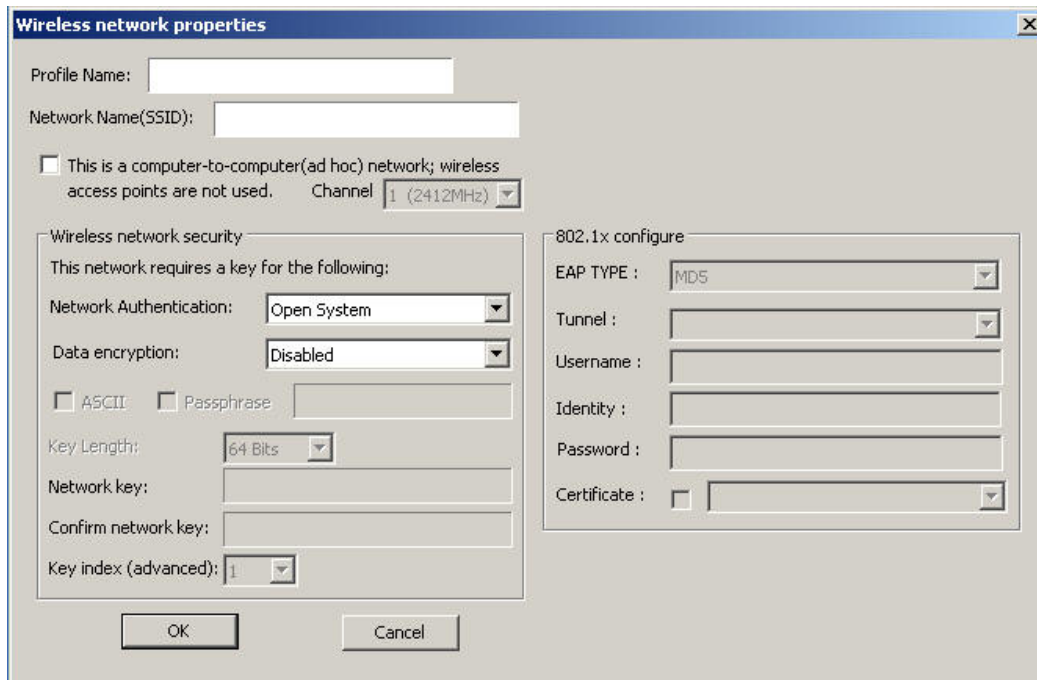 Wireless network properties
Profile Name:
Network Name(SSID):
This is a computer-to-computer(ad hoc) network; wireless
access points are not used. Channel 1 (2412MHz)
Wireless network security
This network requires a key for the following:
Network Authentication: Open System
Data encryption: Disabled
ASCII Passphrase
Key Length: 64 Bits
Network key:
Confirm network key:
Key index (advanced): 1
802.1x configure
EAP TYPE : MD5
Tunnel :
Username :
Identity :
Password :
Certificate :
OK Cancel